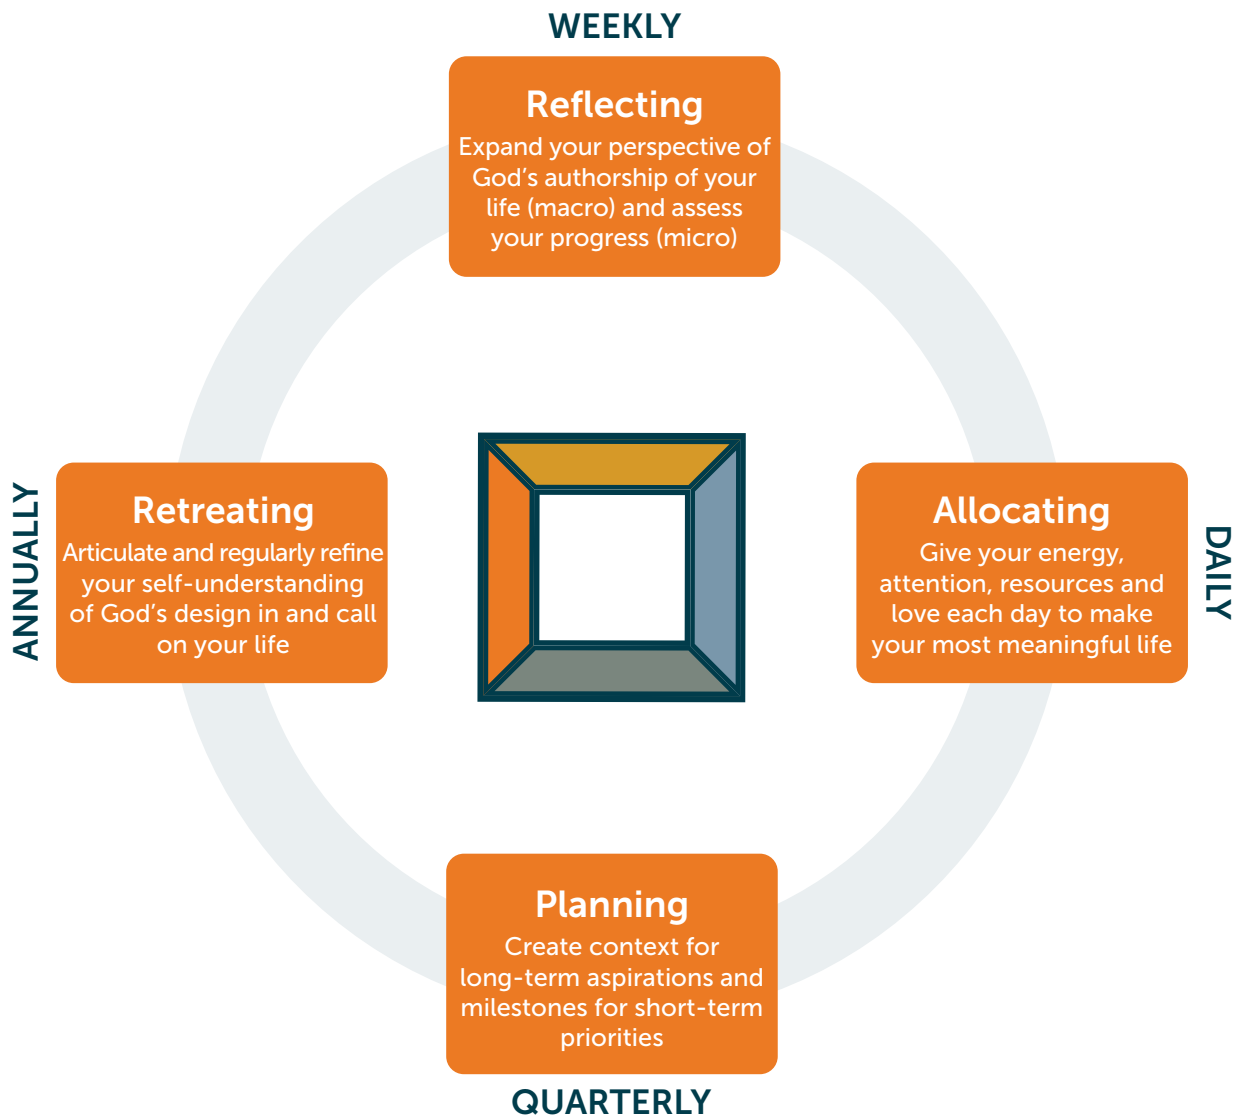 WEEKLY
Reflecting
Expand your perspective of
God’s authorship of your
life (macro) and assess
your progress (micro)
ANNUALLY
Retreating
Articulate and regularly refine
your self-understanding
of God’s design in and call
on your life
Allocating
Give your energy,
attention, resources and
love each day to make
your most meaningful life
DAILY
Planning
Create context for
long-term aspirations and
milestones for short-term
priorities
QUARTERLY